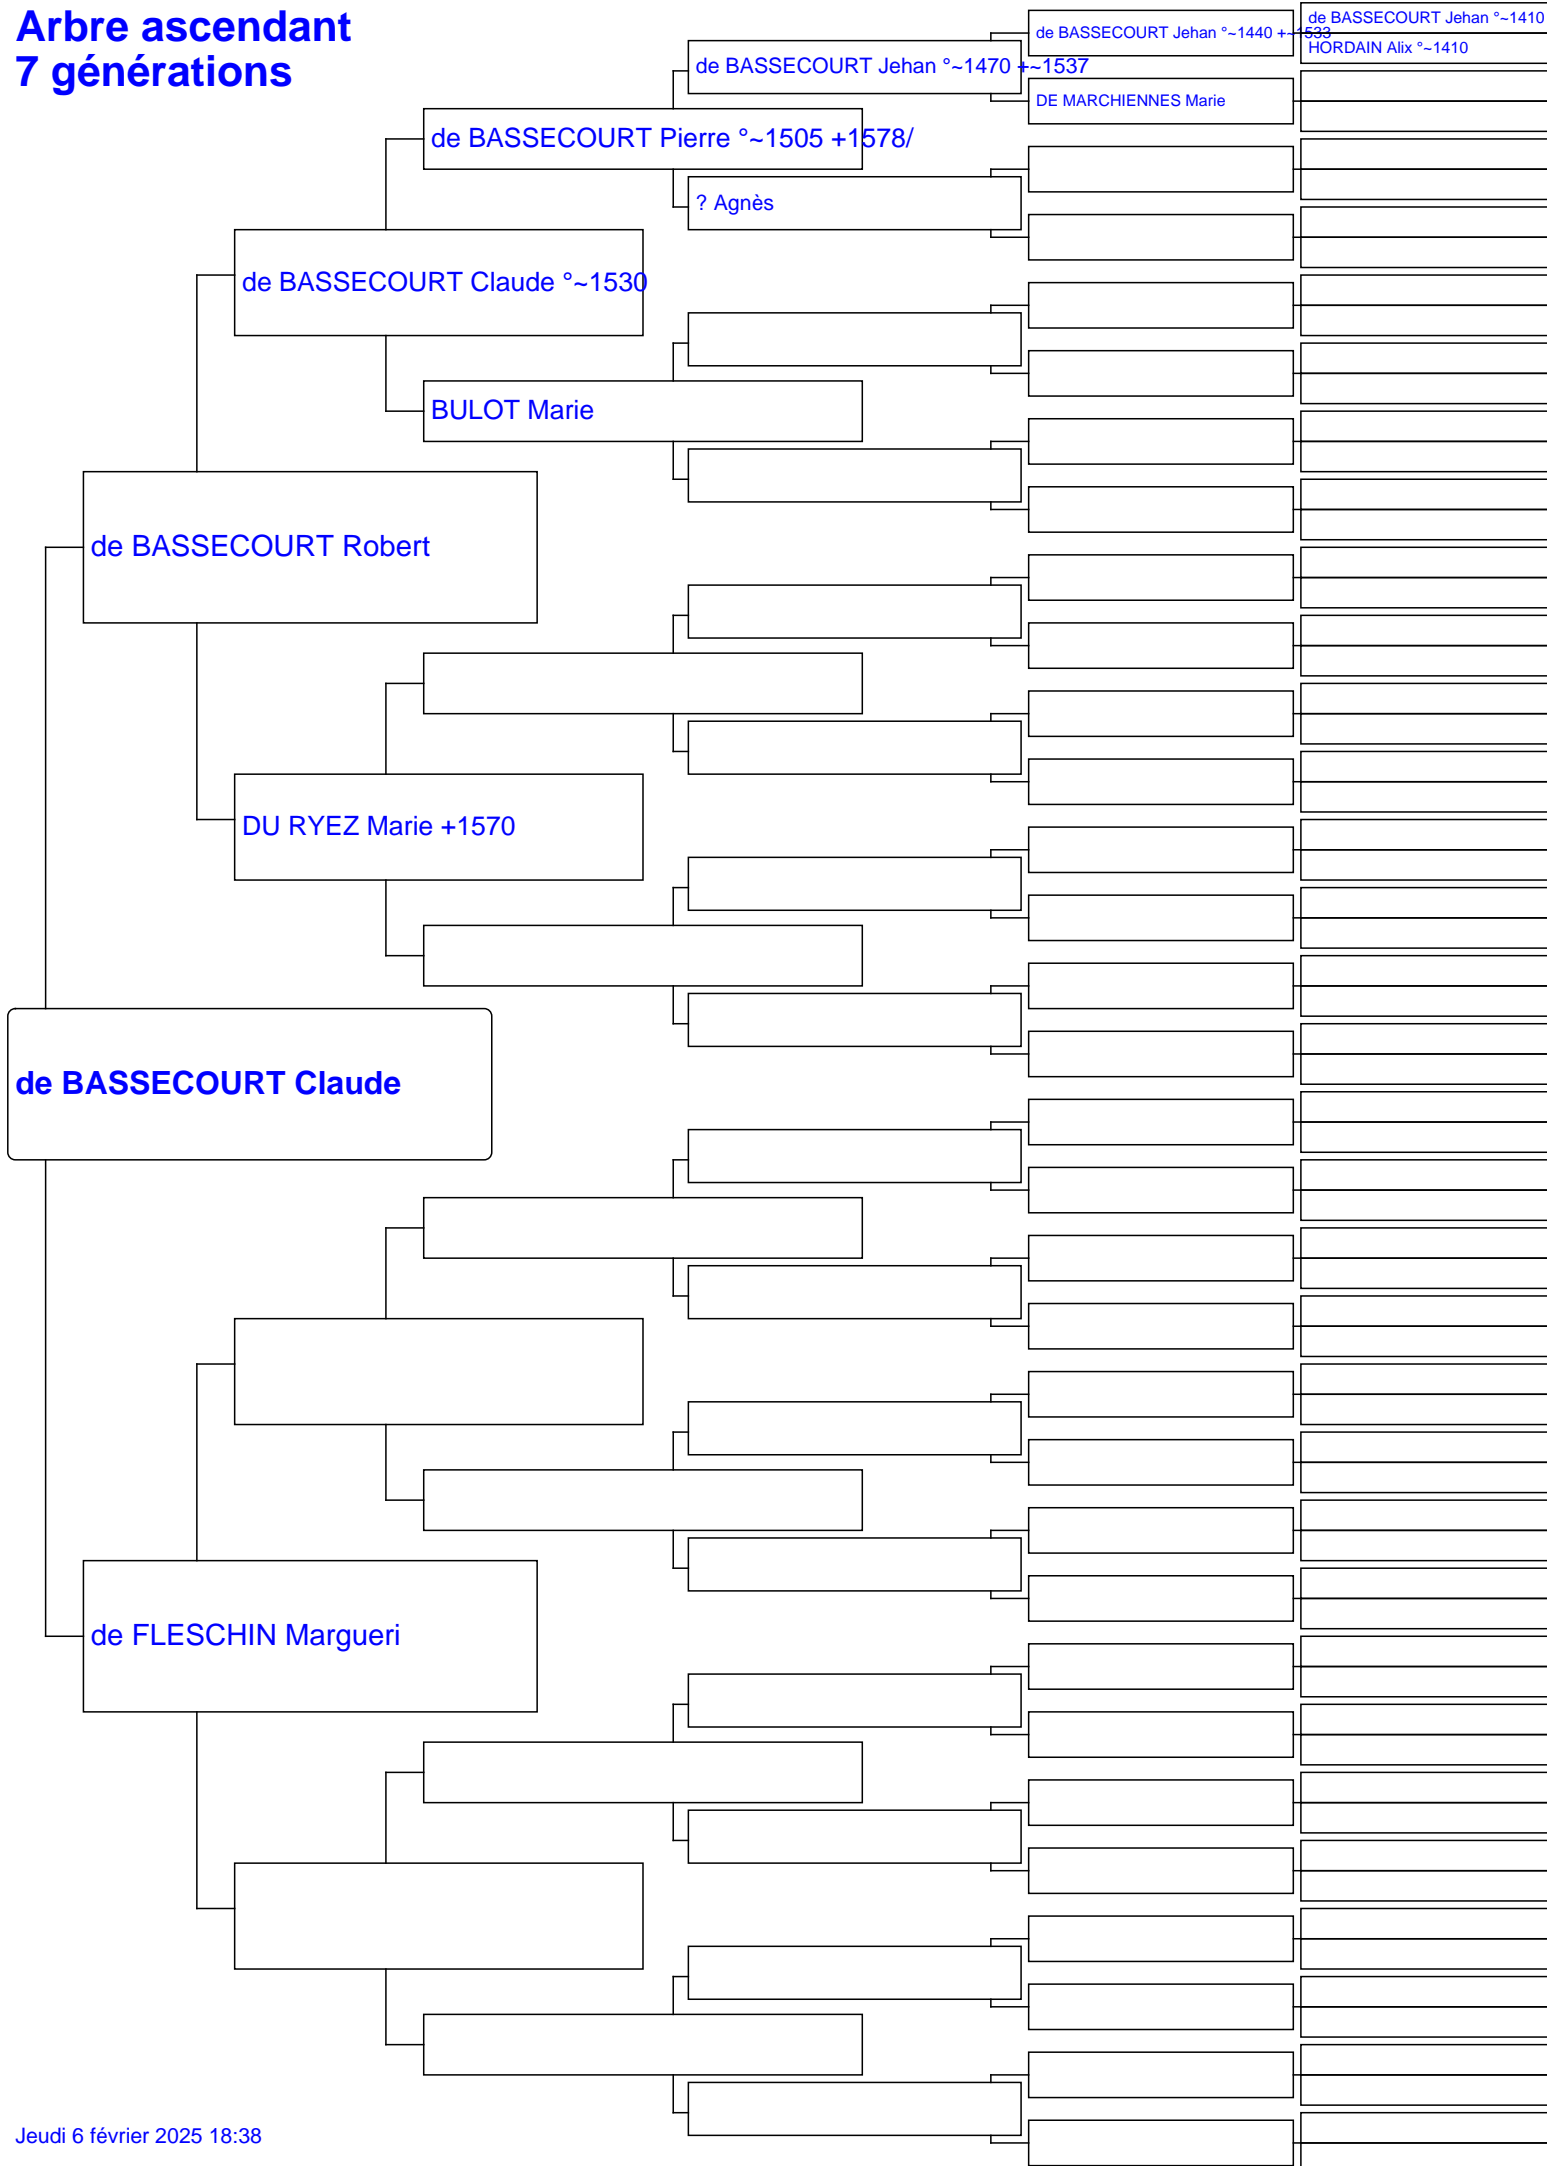 Arbre ascendant
7 générations
de BASSECOURT Jehan °~1410
de BASSECOURT Jehan °~1440 +~1533
HORDAIN Alix °~1410
de BASSECOURT Jehan °~1470 +~1537
DE MARCHIENNES Marie
de BASSECOURT Pierre °~1505 +1578/
? Agnès
de BASSECOURT Claude °~1530
BULOT Marie
de BASSECOURT Robert
DU RYEZ Marie +1570
de BASSECOURT Claude
de FLESCHIN Margueri
Jeudi 6 février 2025 18:38